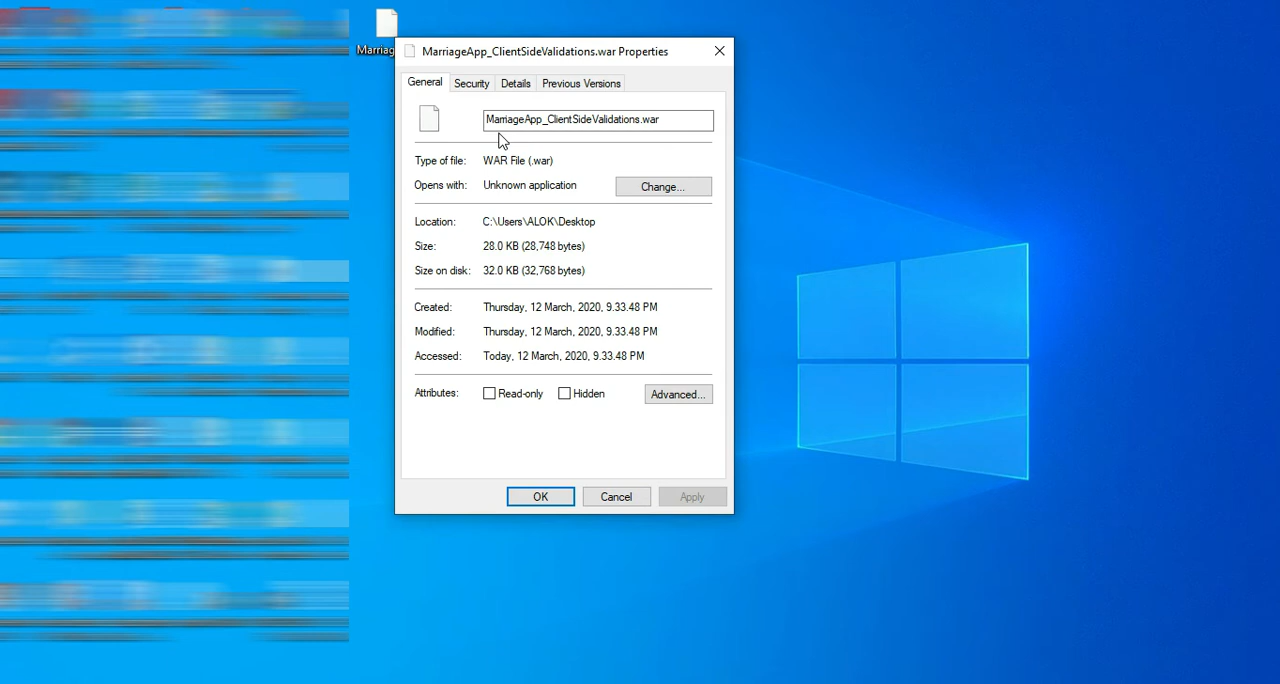 Marriag
MarriageApp_ClientSideValidations.war Properties
General Security Details Previous Versions
MarriageApp_ClientSideValidations.war
Type of file: WAR File (.war)
Opens with: Unknown application Change...
Location: C:\Users\ALOK\Desktop
Size: 28.0 KB (28,748 bytes)
Size on disk: 32.0 KB (32,768 bytes)
Created: Thursday, 12 March, 2020, 9.33.48 PM
Modified: Thursday, 12 March, 2020, 9.33.48 PM
Accessed: Today, 12 March, 2020, 9.33.48 PM
Attributes: Read-only Hidden Advanced...
OK Cancel Apply